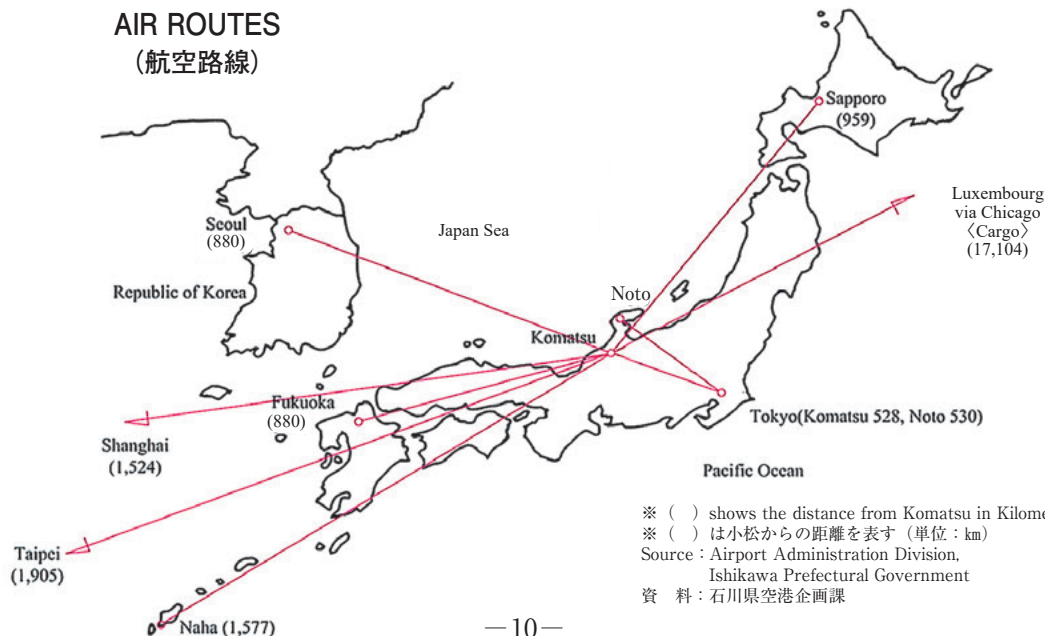 AIR ROUTES
(航空路線)
Sapporo
(959)
Luxembourg
via Chicago
〈Cargo〉
(17,104)
Seoul
(880)
Japan Sea
Republic of Korea
Noto
Komatsu
Fukuoka
(880)
Tokyo(Komatsu 528, Noto 530)
Shanghai
(1,524)
Pacific Ocean
Taipei
(1,905)
Naha (1,577)
※ (　) shows the distance from Komatsu in Kilome
※ (　) は小松からの距離を表す (単位：㎞)
Source：Airport Administration Division,
Ishikawa Prefectural Government
資　料：石川県空港企画課
—10—